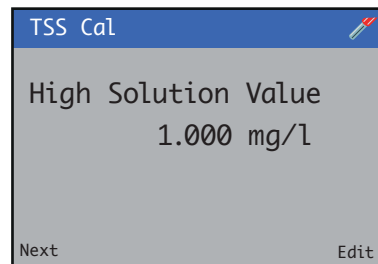 TSS Cal
High Solution Value
1.000 mg/l
Next Edit